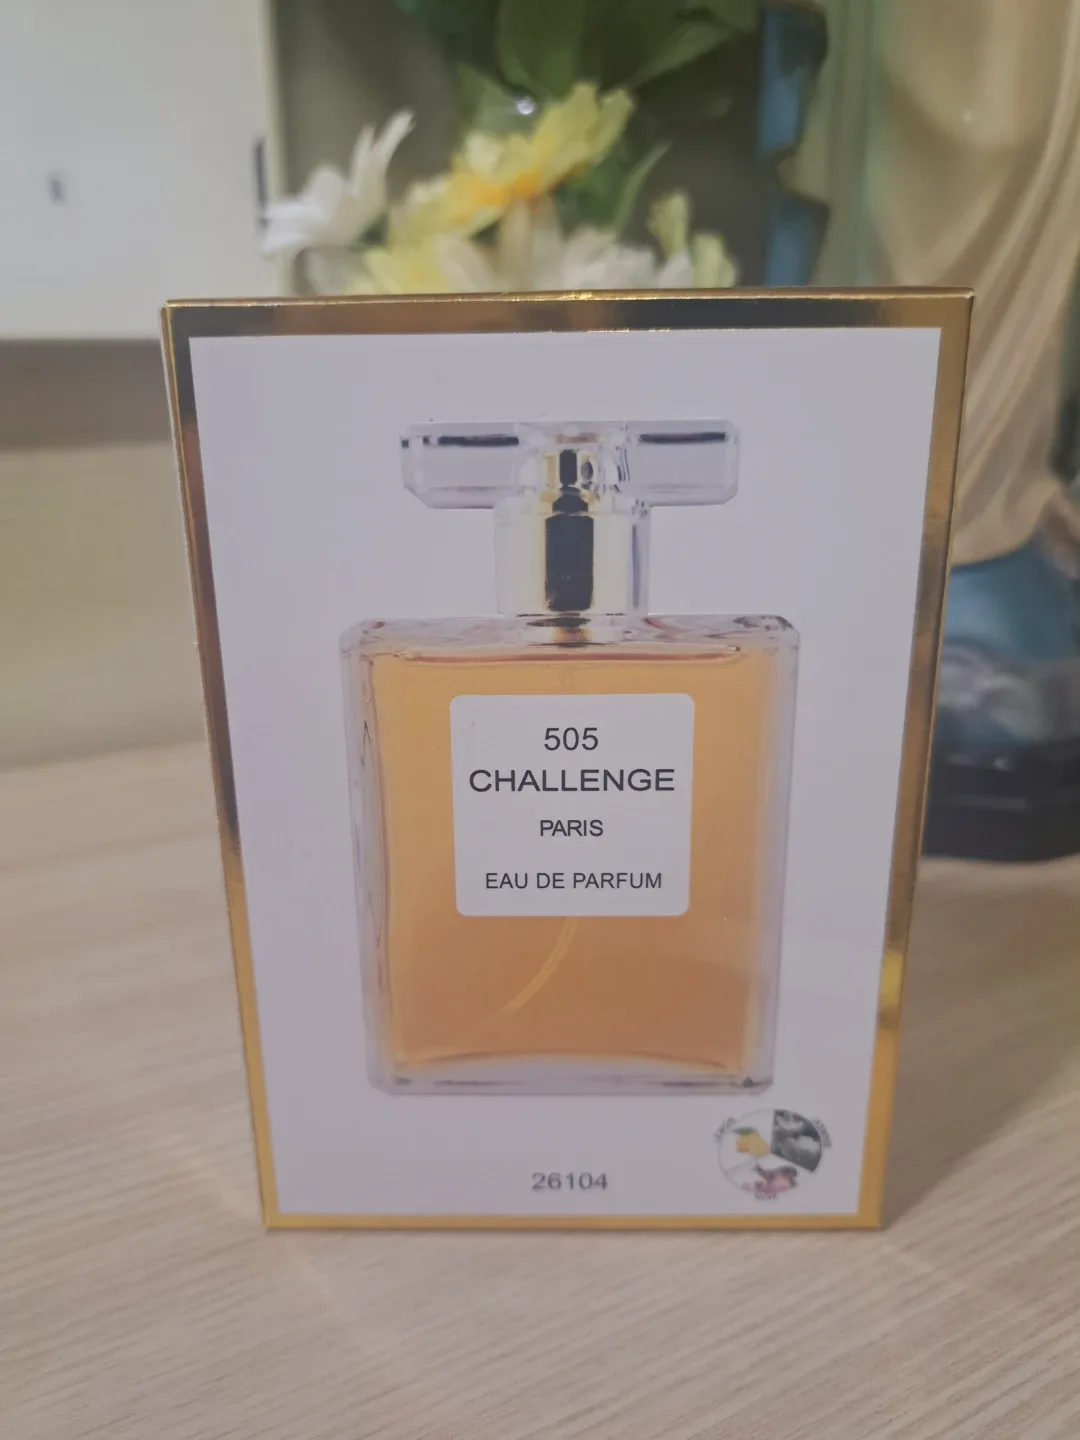 505
CHALLENGE
PARIS
EAU DE PARFUM
26104